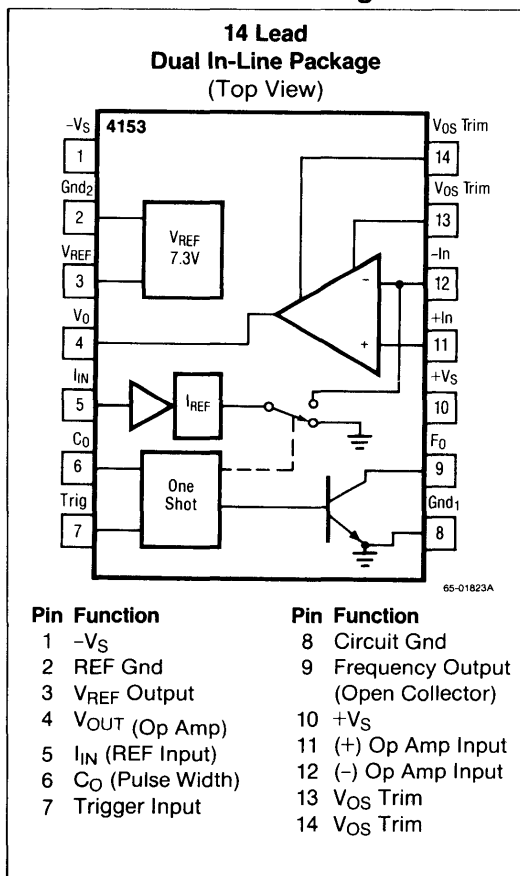 14 Lead
Dual In-Line Package
(Top View)
4153
–VS
1
Gnd2
2
VREF
3
V0
4
IIN
5
C0
6
Trig
7
VREF
7.3V
IREF
One
Shot
–
+
VOS Trim
14
VOS Trim
13
–In
12
+In
11
+VS
10
F0
9
Gnd1
8
65-01823A
Pin Function
1 –VS
2 REF Gnd
3 VREF Output
4 VOUT (Op Amp)
5 IIN (REF Input)
6 CO (Pulse Width)
7 Trigger Input
Pin Function
8 Circuit Gnd
9 Frequency Output
(Open Collector)
10 +VS
11 (+) Op Amp Input
12 (–) Op Amp Input
13 VOS Trim
14 VOS Trim